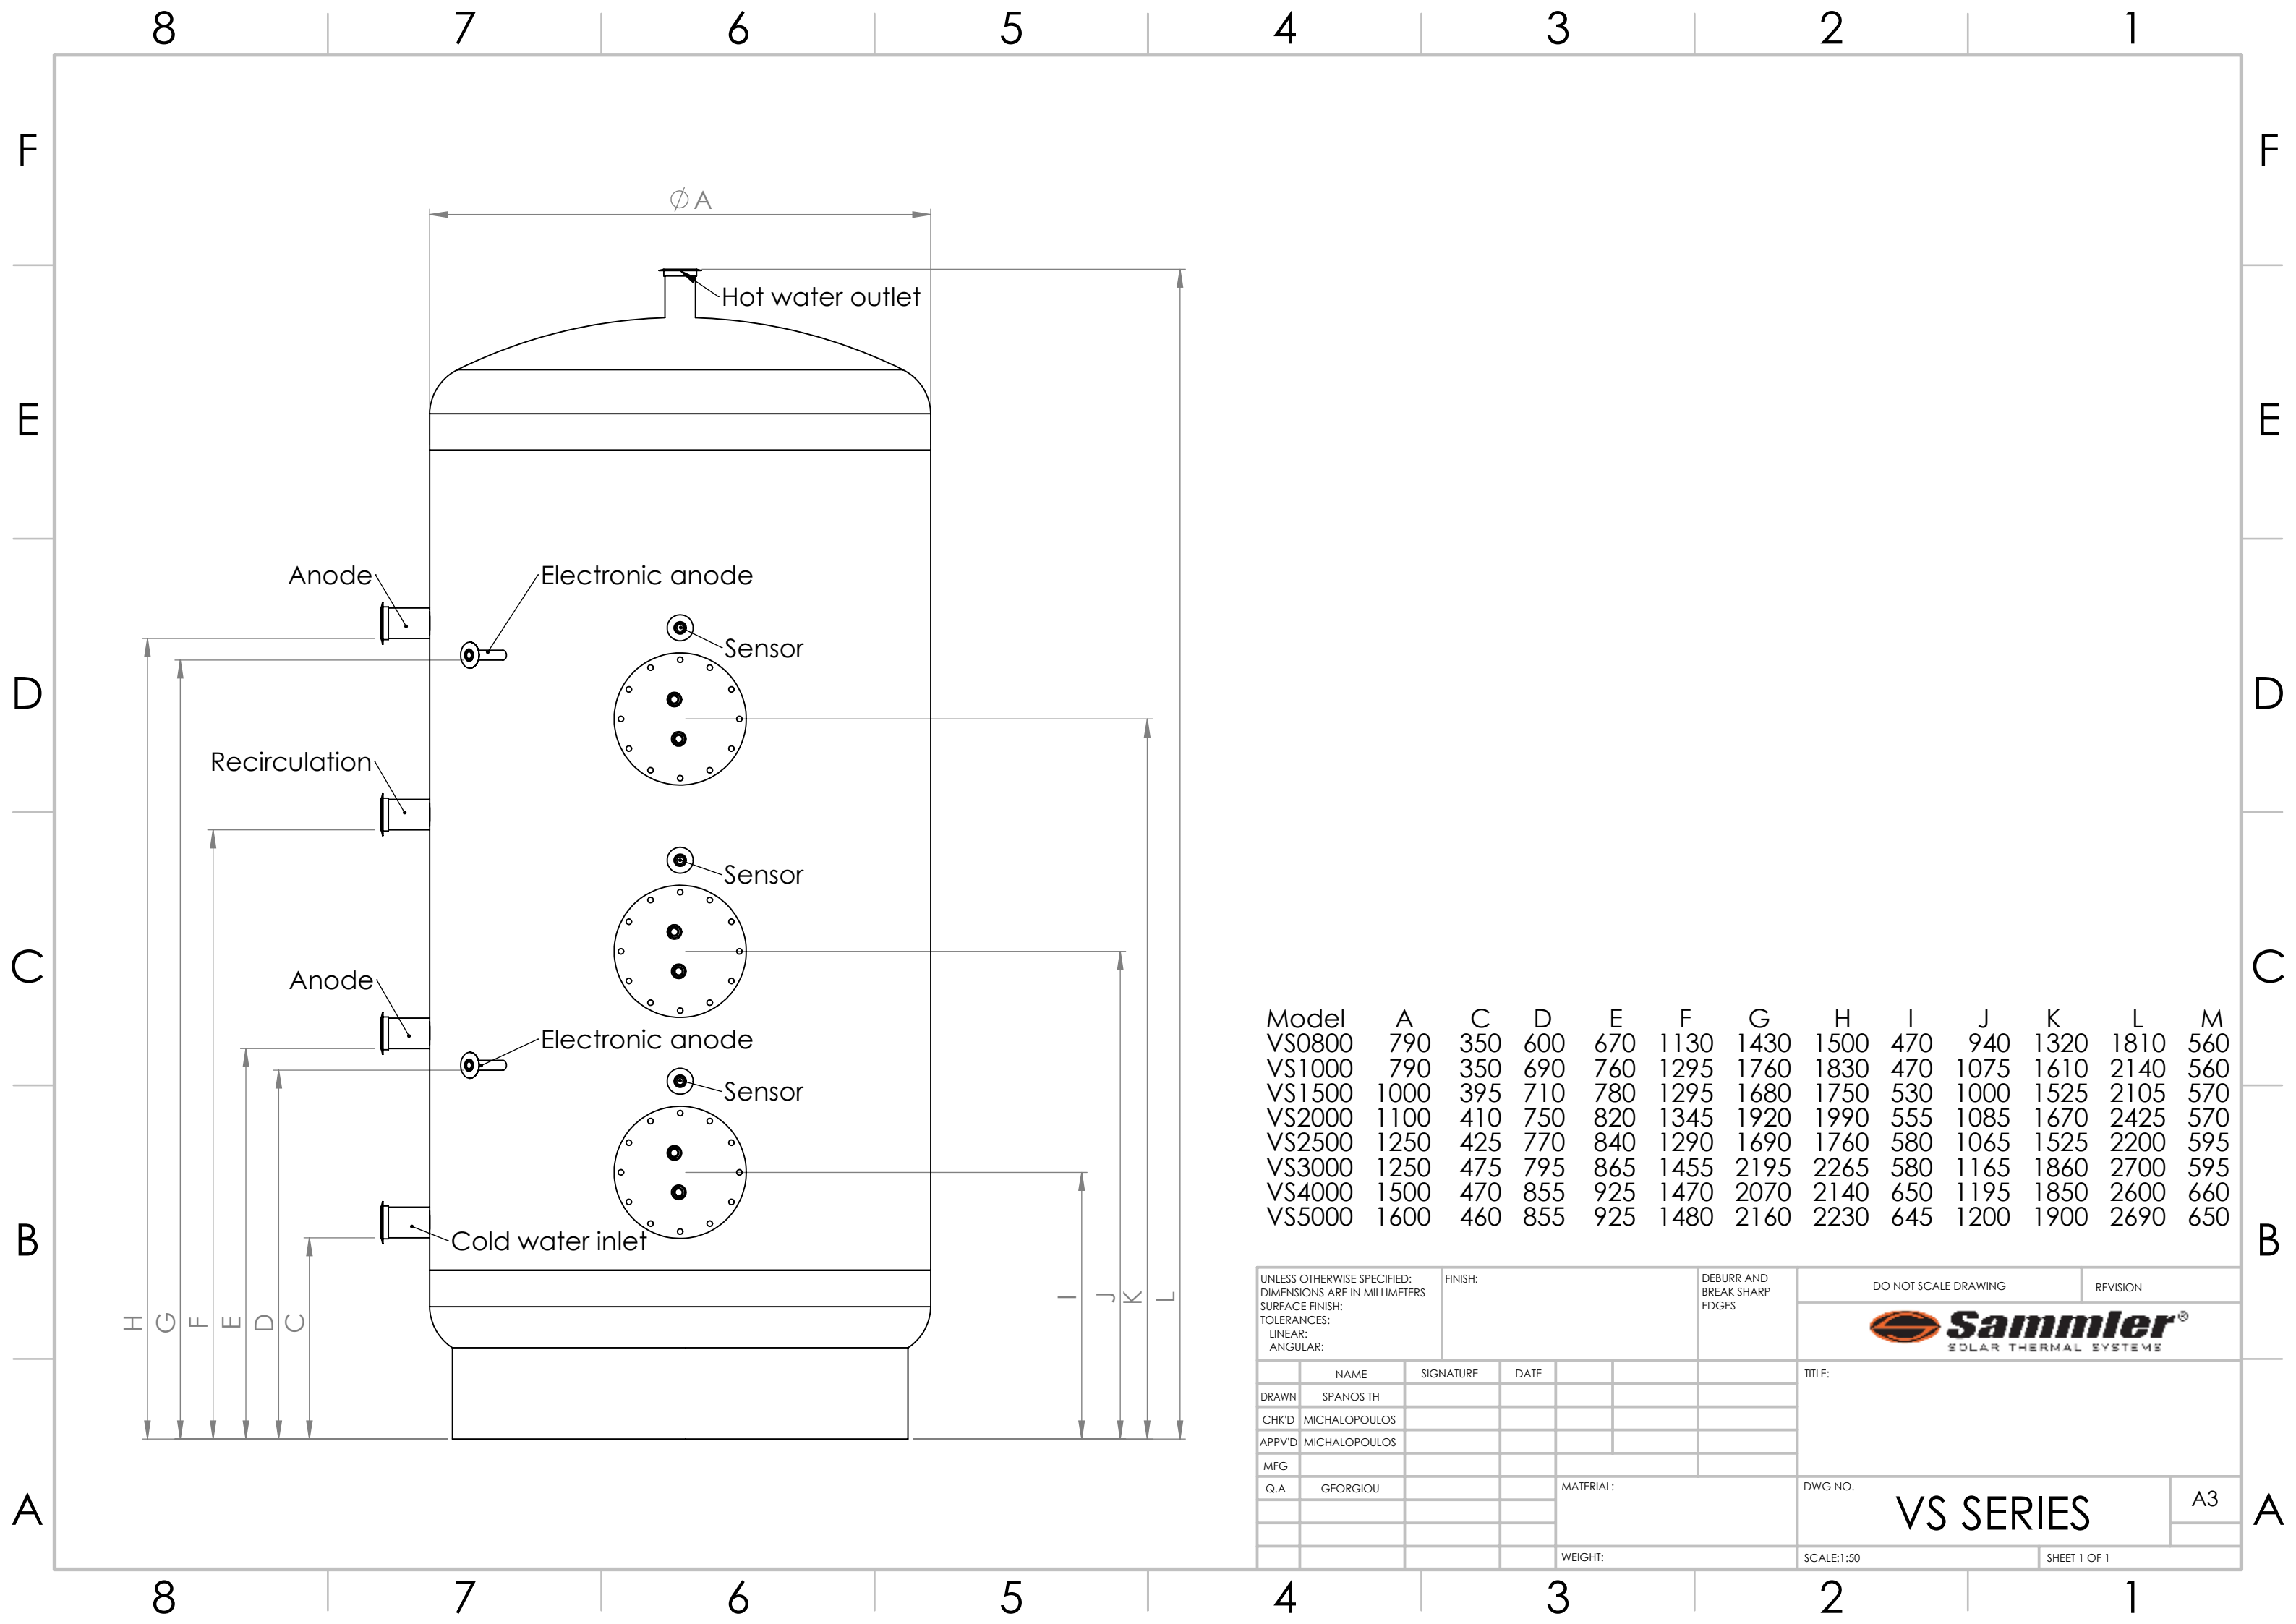 8 7 6 5 4 3 2 1
F F
⌀A
Hot water outlet
E E
Anode
Electronic anode
Sensor
D D
Recirculation
Sensor
C C
Anode
Electronic anode
Sensor
Cold water inlet
B B
H G F E D C I J K L
Model A C D E F G H I J K L M
VS0800 790 350 600 670 1130 1430 1500 470 940 1320 1810 560
VS1000 790 350 690 760 1295 1760 1830 470 1075 1610 2140 560
VS1500 1000 395 710 780 1295 1680 1750 530 1000 1525 2105 570
VS2000 1100 410 750 820 1345 1920 1990 555 1085 1670 2425 570
VS2500 1250 425 770 840 1290 1690 1760 580 1065 1525 2200 595
VS3000 1250 475 795 865 1455 2195 2265 580 1165 1860 2700 595
VS4000 1500 470 855 925 1470 2070 2140 650 1195 1850 2600 660
VS5000 1600 460 855 925 1480 2160 2230 645 1200 1900 2690 650
UNLESS OTHERWISE SPECIFIED:
DIMENSIONS ARE IN MILLIMETERS
SURFACE FINISH:
TOLERANCES:
LINEAR:
ANGULAR:
FINISH:
DEBURR AND
BREAK SHARP
EDGES
DO NOT SCALE DRAWING
REVISION
Sammler®
SOLAR THERMAL SYSTEMS
NAME SIGNATURE DATE
TITLE:
DRAWN SPANOS TH
CHK'D MICHALOPOULOS
APPV'D MICHALOPOULOS
MFG
Q.A GEORGIOU
MATERIAL:
DWG NO.
VS SERIES
A3
WEIGHT:
SCALE:1:50
SHEET 1 OF 1
A A
8 7 6 5 4 3 2 1